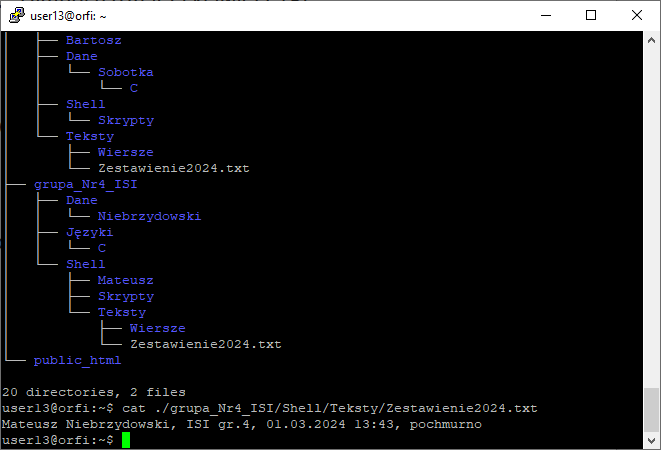 user13@orfi: ~
│   ├── Bartosz
│   ├── Dane
│   │   └── Sobotka
│   │       └── C
│   ├── Shell
│   │   └── Skrypty
│   └── Teksty
│       ├── Wiersze
│       └── Zestawienie2024.txt
├── grupa_Nr4_ISI
│   ├── Dane
│   │   └── Niebrzydowski
│   ├── Języki
│   │   └── C
│   └── Shell
│       ├── Mateusz
│       ├── Skrypty
│       └── Teksty
│           ├── Wiersze
│           └── Zestawienie2024.txt
└── public_html
20 directories, 2 files
user13@orfi:~$ cat ./grupa_Nr4_ISI/Shell/Teksty/Zestawienie2024.txt
Mateusz Niebrzydowski, ISI gr.4, 01.03.2024 13:43, pochmurno
user13@orfi:~$